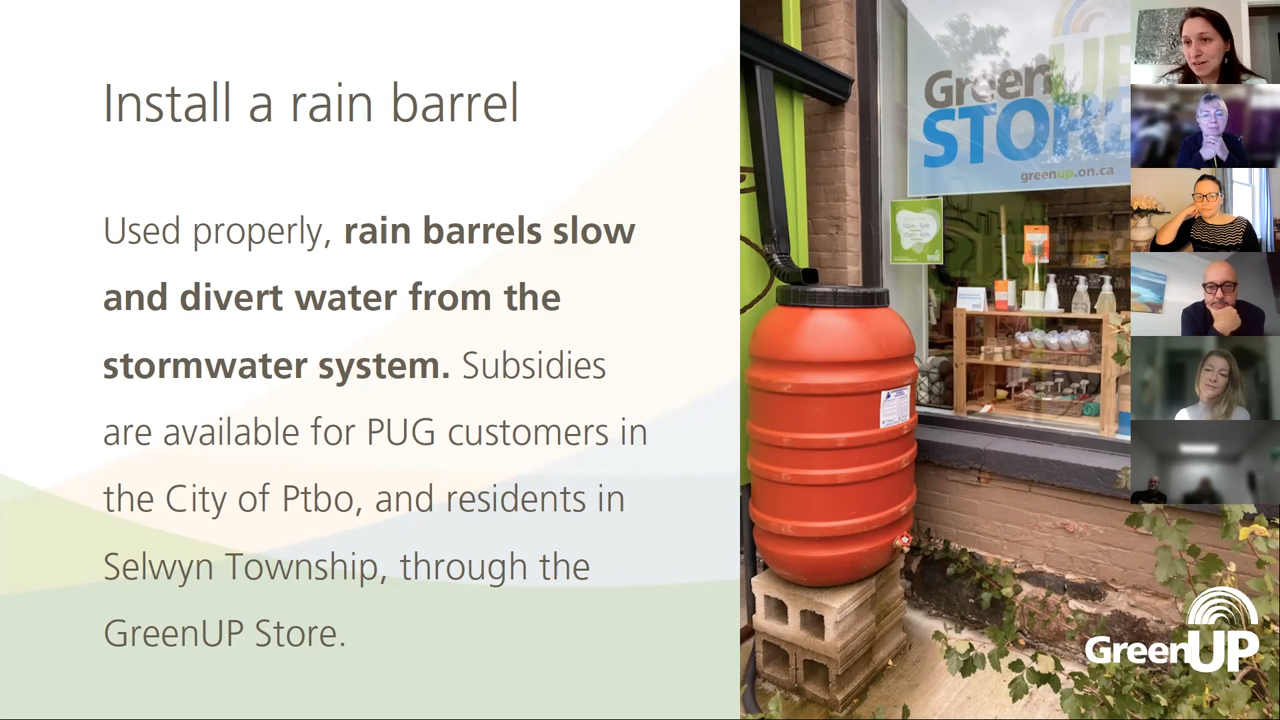 Install a rain barrel
Used properly, rain barrels slow
and divert water from the
stormwater system. Subsidies
are available for PUG customers in
the City of Ptbo, and residents in
Selwyn Township, through the
GreenUP Store.
GreenUP
STORE
greenup.on.ca
GreenUP